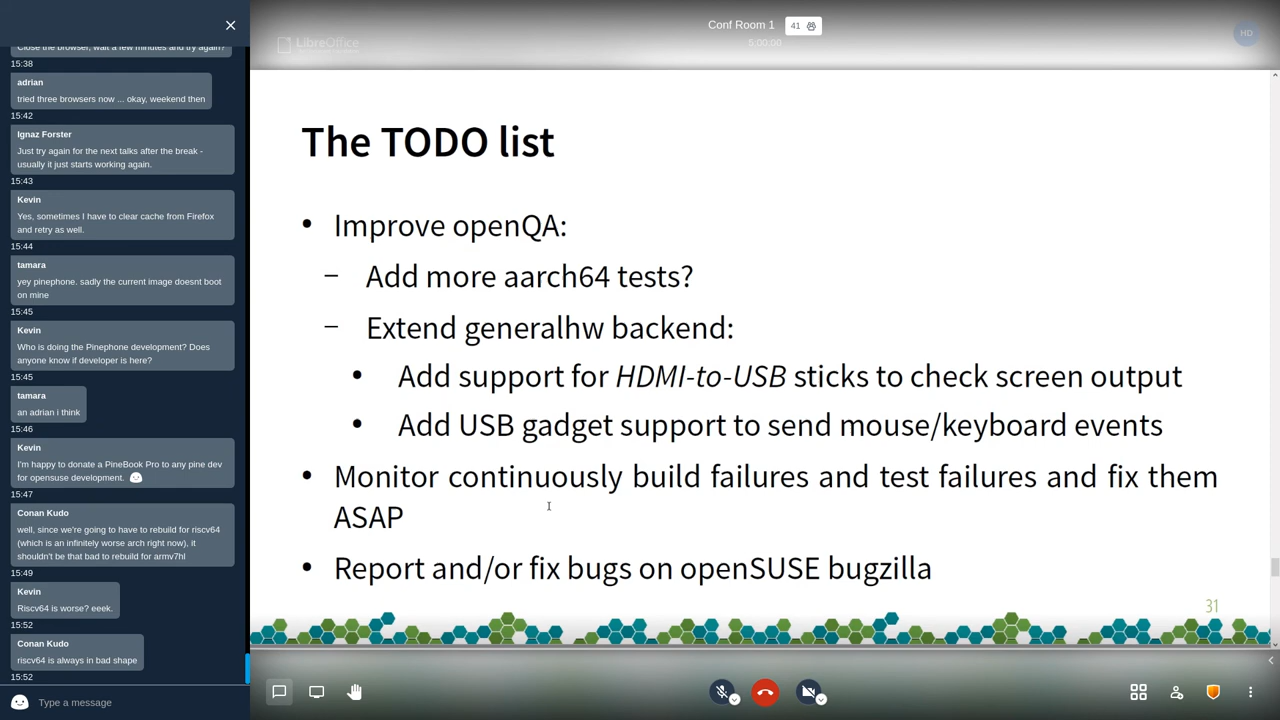 Close the browser, wait a few minutes and try again?
15:38
adrian
tried three browsers now ... okay, weekend then
15:42
Ignaz Forster
Just try again for the next talks after the break -
usually it just starts working again.
15:43
Kevin
Yes, sometimes I have to clear cache from Firefox
and retry as well.
15:44
tamara
yey pinephone. sadly the current image doesnt boot
on mine
15:45
Kevin
Who is doing the Pinephone development? Does
anyone know if developer is here?
15:45
tamara
an adrian i think
15:46
Kevin
I'm happy to donate a PineBook Pro to any pine dev
for opensuse development.
15:47
Conan Kudo
well, since we're going to have to rebuild for riscv64
(which is an infinitely worse arch right now), it
shouldn't be that bad to rebuild for armv7hl
15:49
Kevin
Riscv64 is worse? eeek.
15:52
Conan Kudo
riscv64 is always in bad shape
15:52
Type a message
Conf Room 1
41
5:00:00
LibreOffice
HD
The TODO list
• Improve openQA:
– Add more aarch64 tests?
– Extend generalhw backend:
• Add support for HDMI-to-USB sticks to check screen output
• Add USB gadget support to send mouse/keyboard events
• Monitor continuously build failures and test failures and fix them
ASAP
• Report and/or fix bugs on openSUSE bugzilla
31